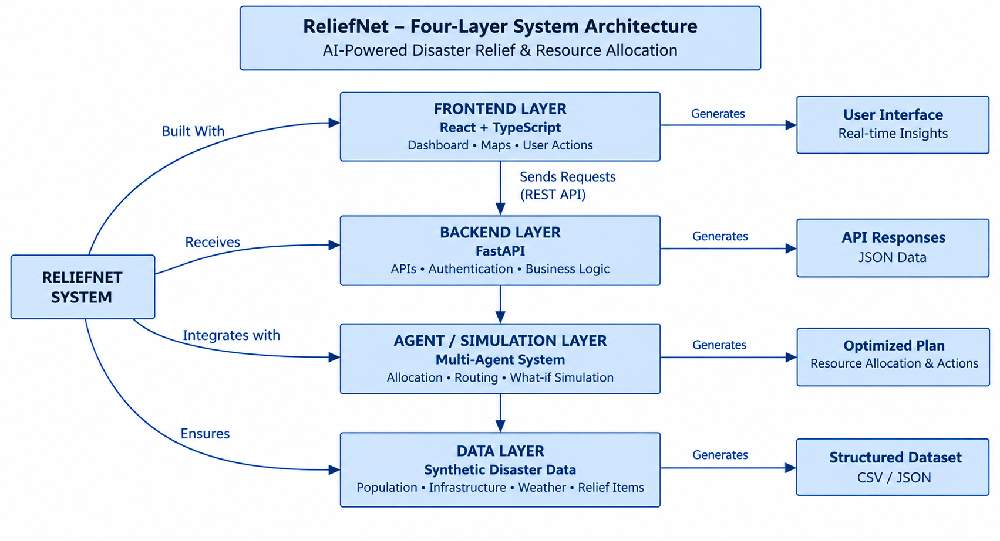 ReliefNet – Four-Layer System Architecture
AI-Powered Disaster Relief & Resource Allocation
Built With
FRONTEND LAYER
React + TypeScript
Dashboard • Maps • User Actions
Generates
User Interface
Real-time Insights
Sends Requests
(REST API)
Receives
BACKEND LAYER
FastAPI
APIs • Authentication • Business Logic
Generates
API Responses
JSON Data
RELIEFNET
SYSTEM
Integrates with
AGENT / SIMULATION LAYER
Multi-Agent System
Allocation • Routing • What-if Simulation
Generates
Optimized Plan
Resource Allocation & Actions
Ensures
DATA LAYER
Synthetic Disaster Data
Population • Infrastructure • Weather • Relief Items
Generates
Structured Dataset
CSV / JSON